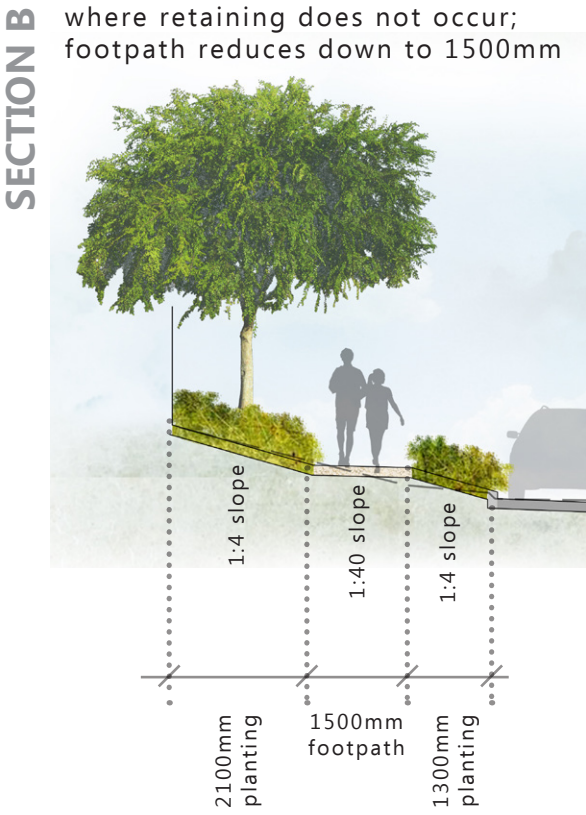 SECTION B
where retaining does not occur;
footpath reduces down to 1500mm
1:4 slope
1:40 slope
1:4 slope
2100mm
planting
1500mm
footpath
1300mm
planting